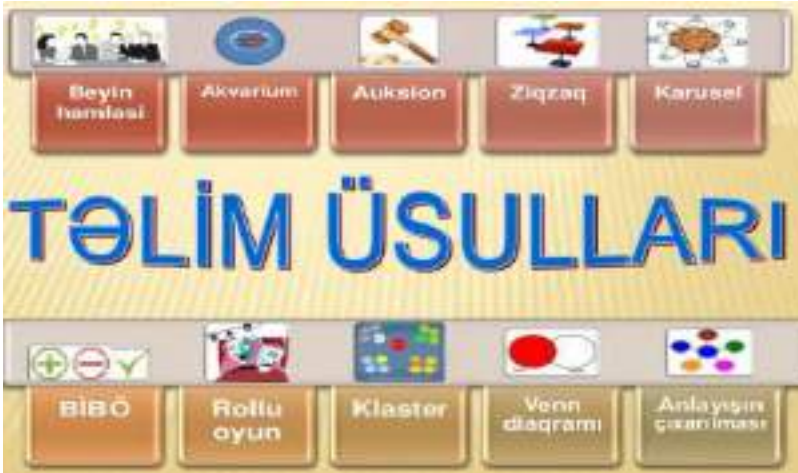 Beyin
həmləsi
Akvarium
Auksion
Ziqzaq
Karusel
TƏLİM ÜSULLARI
BİBÖ
Rollu
oyun
Klaster
Venn
diaqramı
Anlayışın
çıxarılması